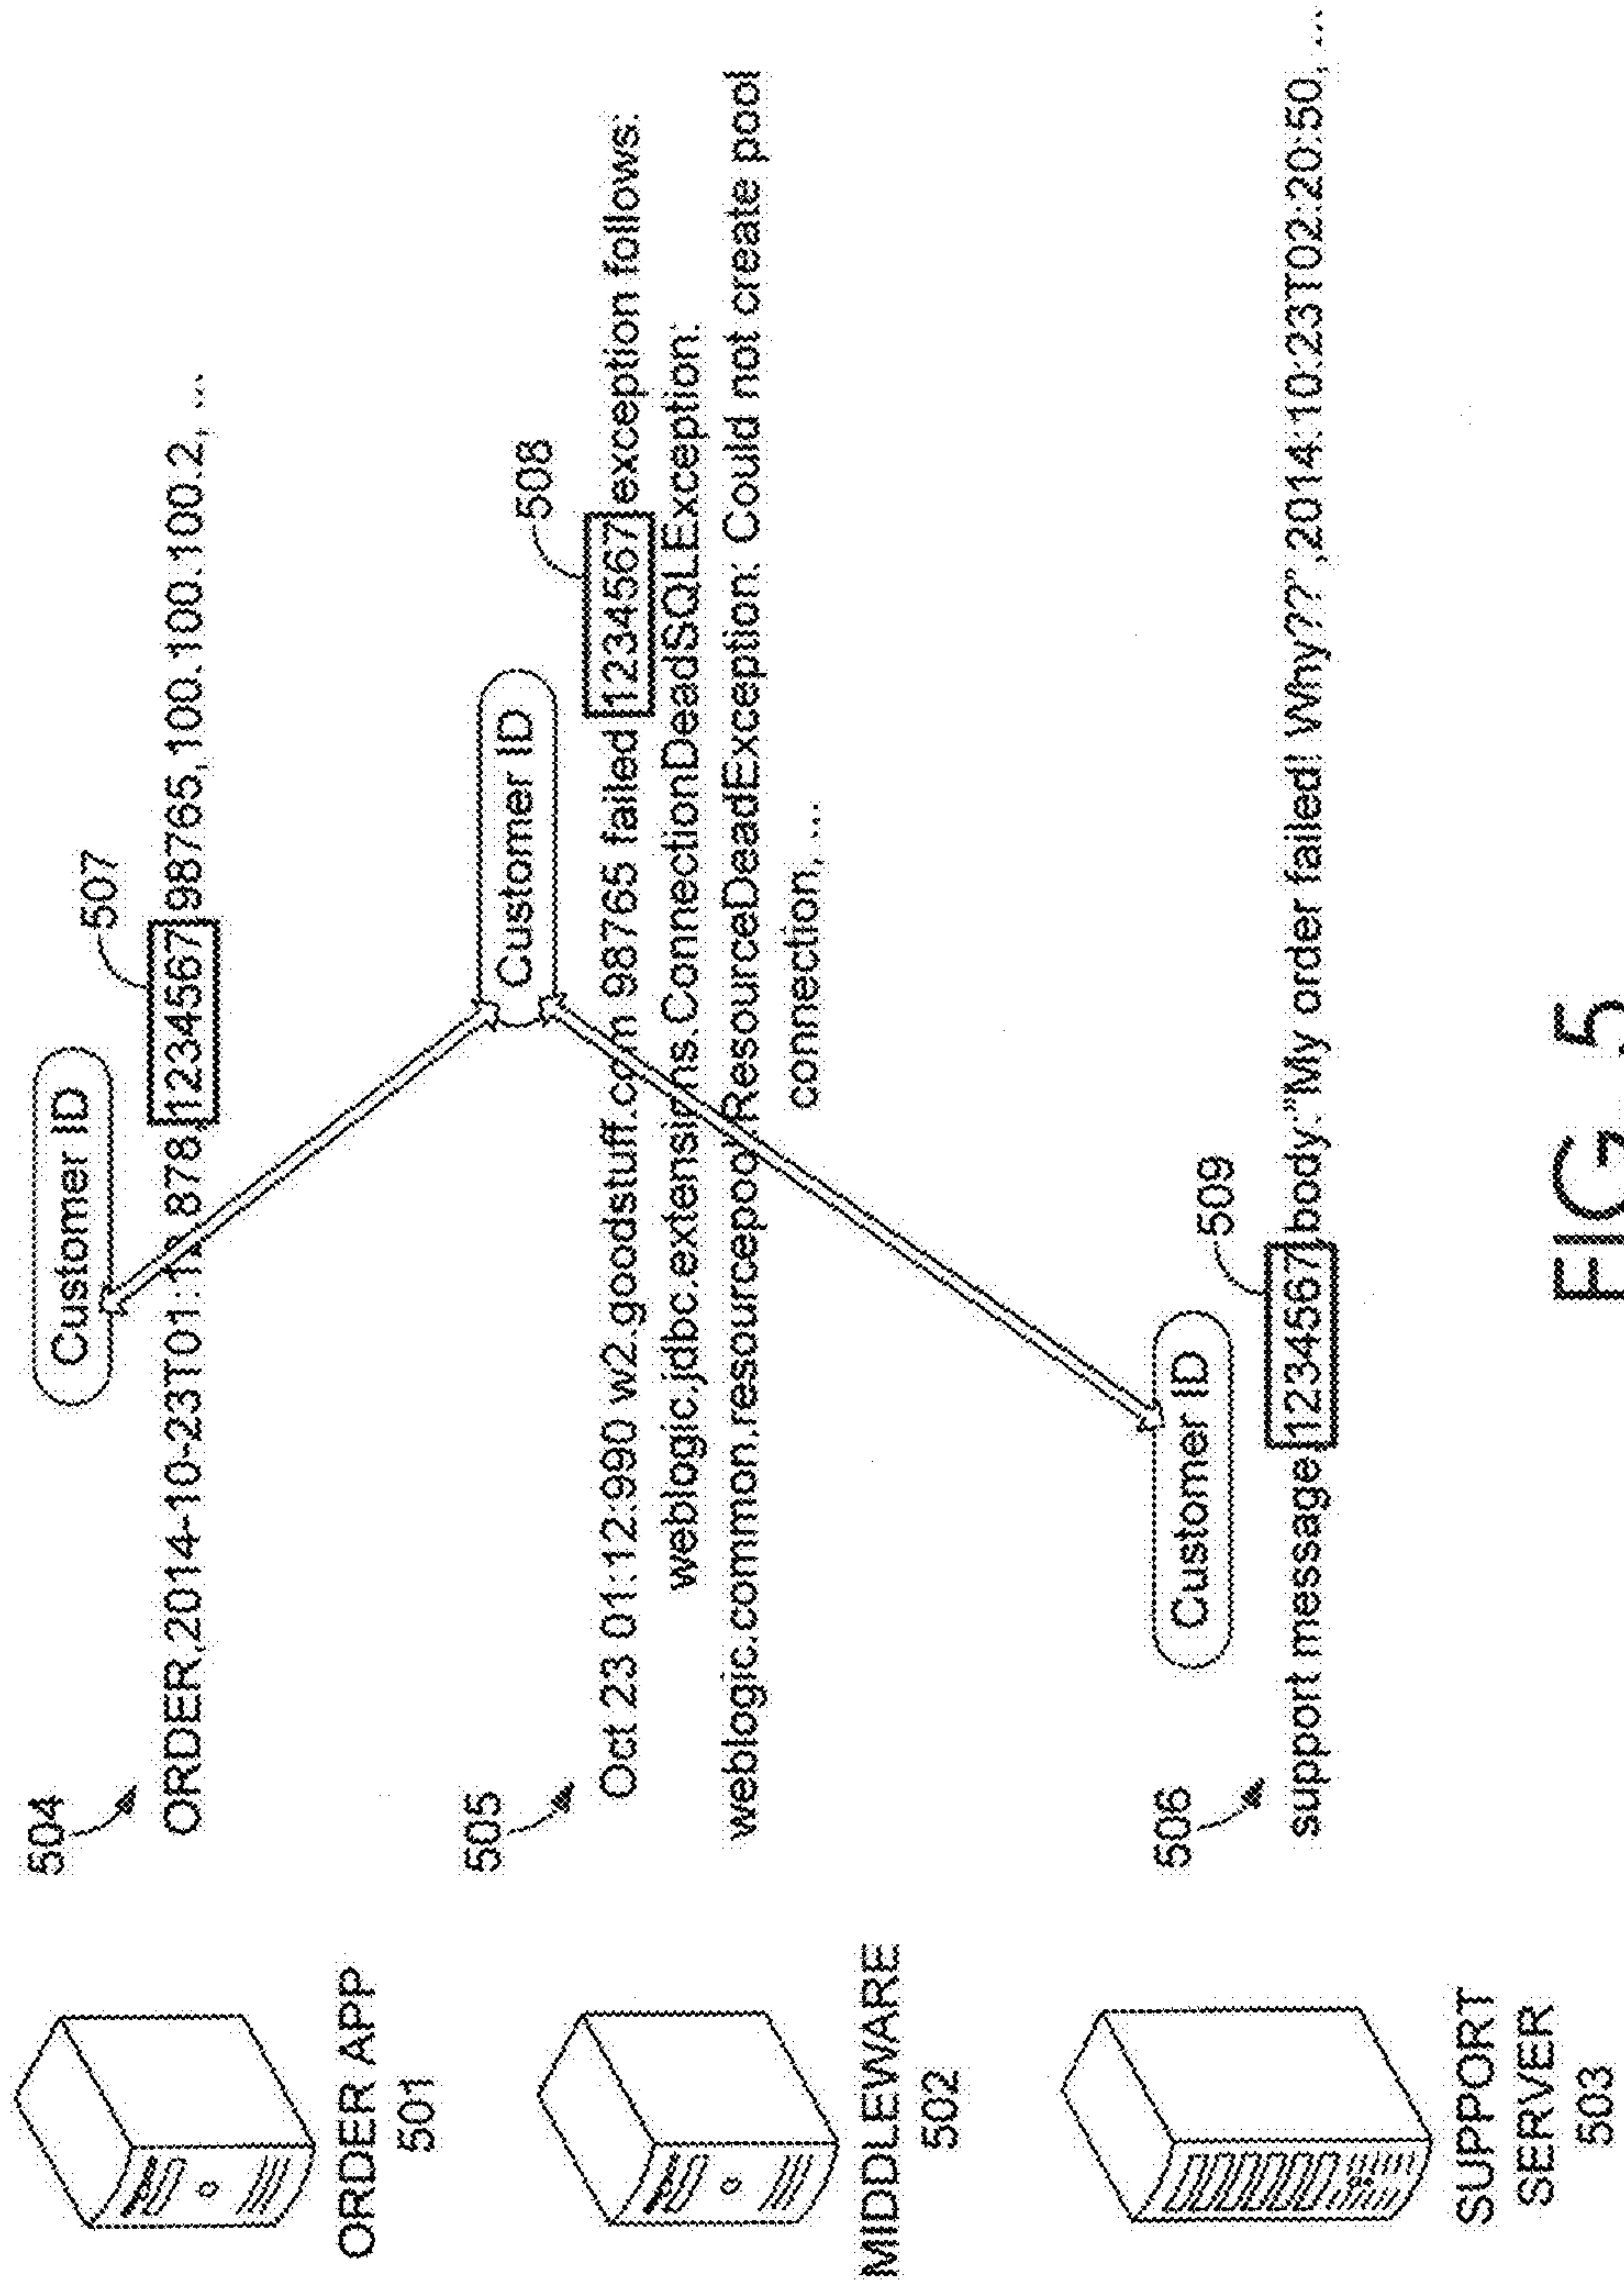 504
Customer ID
507
ORDER,2014-10-23T01:12 878,1234567,98765,100.100.100.2, ...
ORDER APP
501
505
Customer ID
508
Oct 23 01:12:990 w2.goodstuff.com 98765 failed 1234567 exception follows:
weblogic.jdbc.extensions.ConnectionDeadSQLException:
weblogic.common.resourcepool.ResourceDeadException: Could not create pool
connection, ...
MIDDLEWARE
502
506
Customer ID
509
support message 1234567 body:"My order failed! Why???",2014:10:23T02:20:50, ...
SUPPORT
SERVER
503
FIG. 5